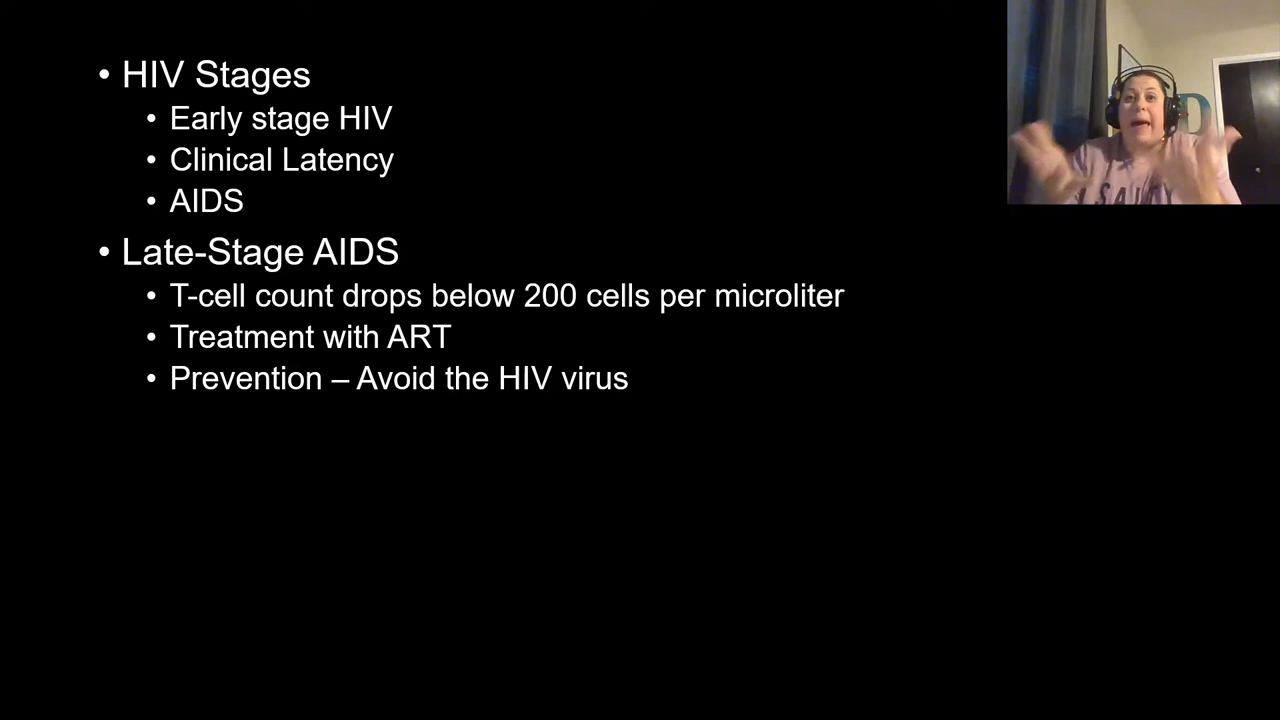 • HIV Stages
• Early stage HIV
• Clinical Latency
• AIDS
• Late-Stage AIDS
• T-cell count drops below 200 cells per microliter
• Treatment with ART
• Prevention – Avoid the HIV virus